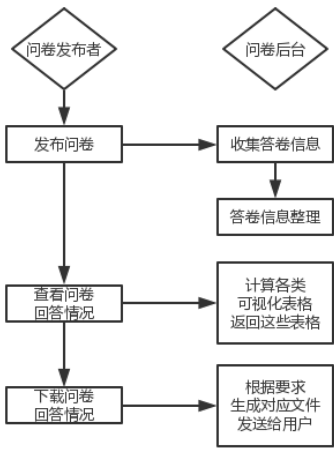 问卷发布者
问卷后台
发布问卷
收集答卷信息
答卷信息整理
查看问卷
回答情况
计算各类
可视化表格
返回这些表格
下载问卷
回答情况
根据要求
生成对应文件
发送给用户